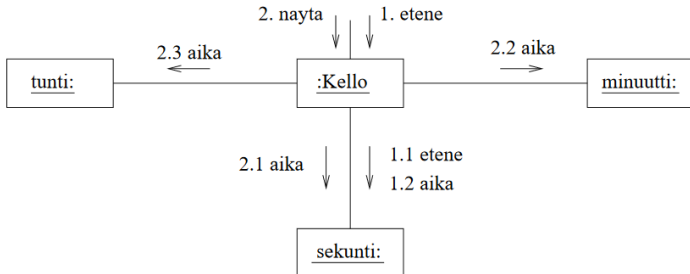 2. nayta
1. etene
2.3 aika
2.2 aika
tunti:
:Kello
minuutti:
2.1 aika
1.1 etene
1.2 aika
sekunti: